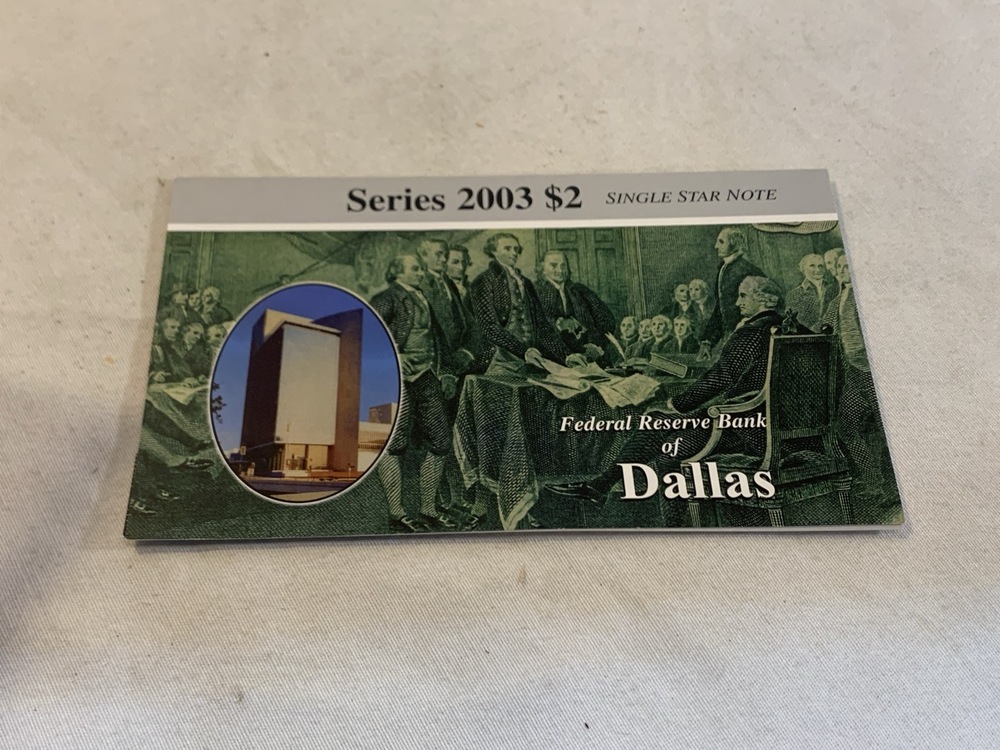 Series 2003 $2 SINGLE STAR NOTE
Federal Reserve Bank
of
Dallas